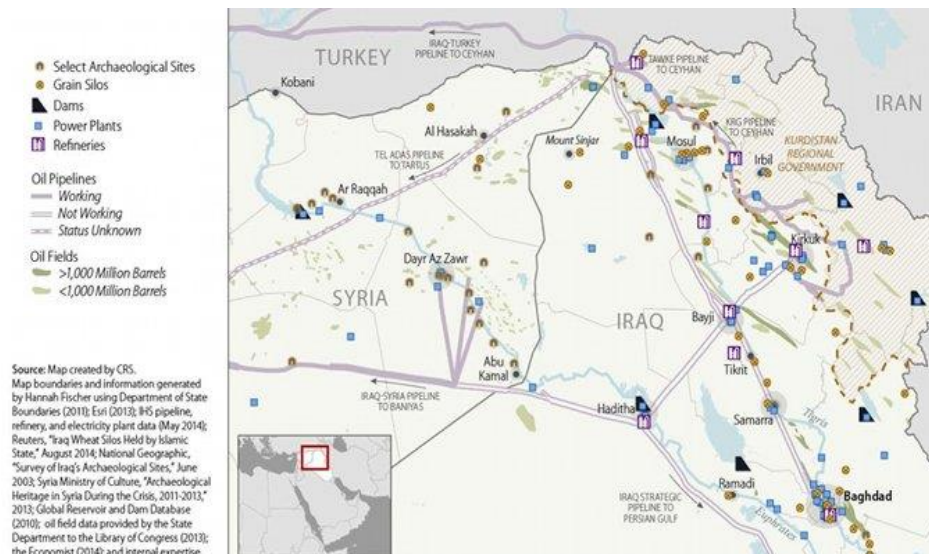 Select Archaeological Sites
Grain Silos
Dams
Power Plants
Refineries
Oil Pipelines
Working
Not Working
Status Unknown
Oil Fields
>1,000 Million Barrels
<1,000 Million Barrels
Source: Map created by CRS.
Map boundaries and information generated
by Hannah Fischer using Department of State
Boundaries (2011); Esri (2013); IHS pipeline,
refinery, and electricity plant data (May 2014);
Reuters, "Iraq Wheat Silos Held by Islamic
State," August 2014; National Geographic,
"Survey of Iraq's Archaeological Sites," June
2003; Syria Ministry of Culture, "Archaeological
Heritage in Syria During the Crisis, 2011-2013,"
2013; Global Reservoir and Dam Database
(2010); oil field data provided by the State
Department to the Library of Congress (2013);
the Economist (2014); and internal expertise
TURKEY
IRAQ-TURKEY
PIPELINE TO CEYHAN
TAWKE PIPELINE
TO CEYHAN
IRAN
Kobani
KRG PIPELINE
TO CEYHAN
Al Hasakah
Mount Sinjar
Mosul
KURDISTAN
REGIONAL
GOVERNMENT
TEL ADAS PIPELINE
TO TARTUS
Irbil
Ar Raqqah
Kirkuk
Dayr Az Zawr
SYRIA
IRAQ
Bayji
Abu
Kamal
Tikrit
IRAQ-SYRIA PIPELINE
TO BANIYAS
Haditha
Samarra
Tigris
Ramadi
Baghdad
IRAQ STRATEGIC
PIPELINE TO
PERSIAN GULF
Euphrates